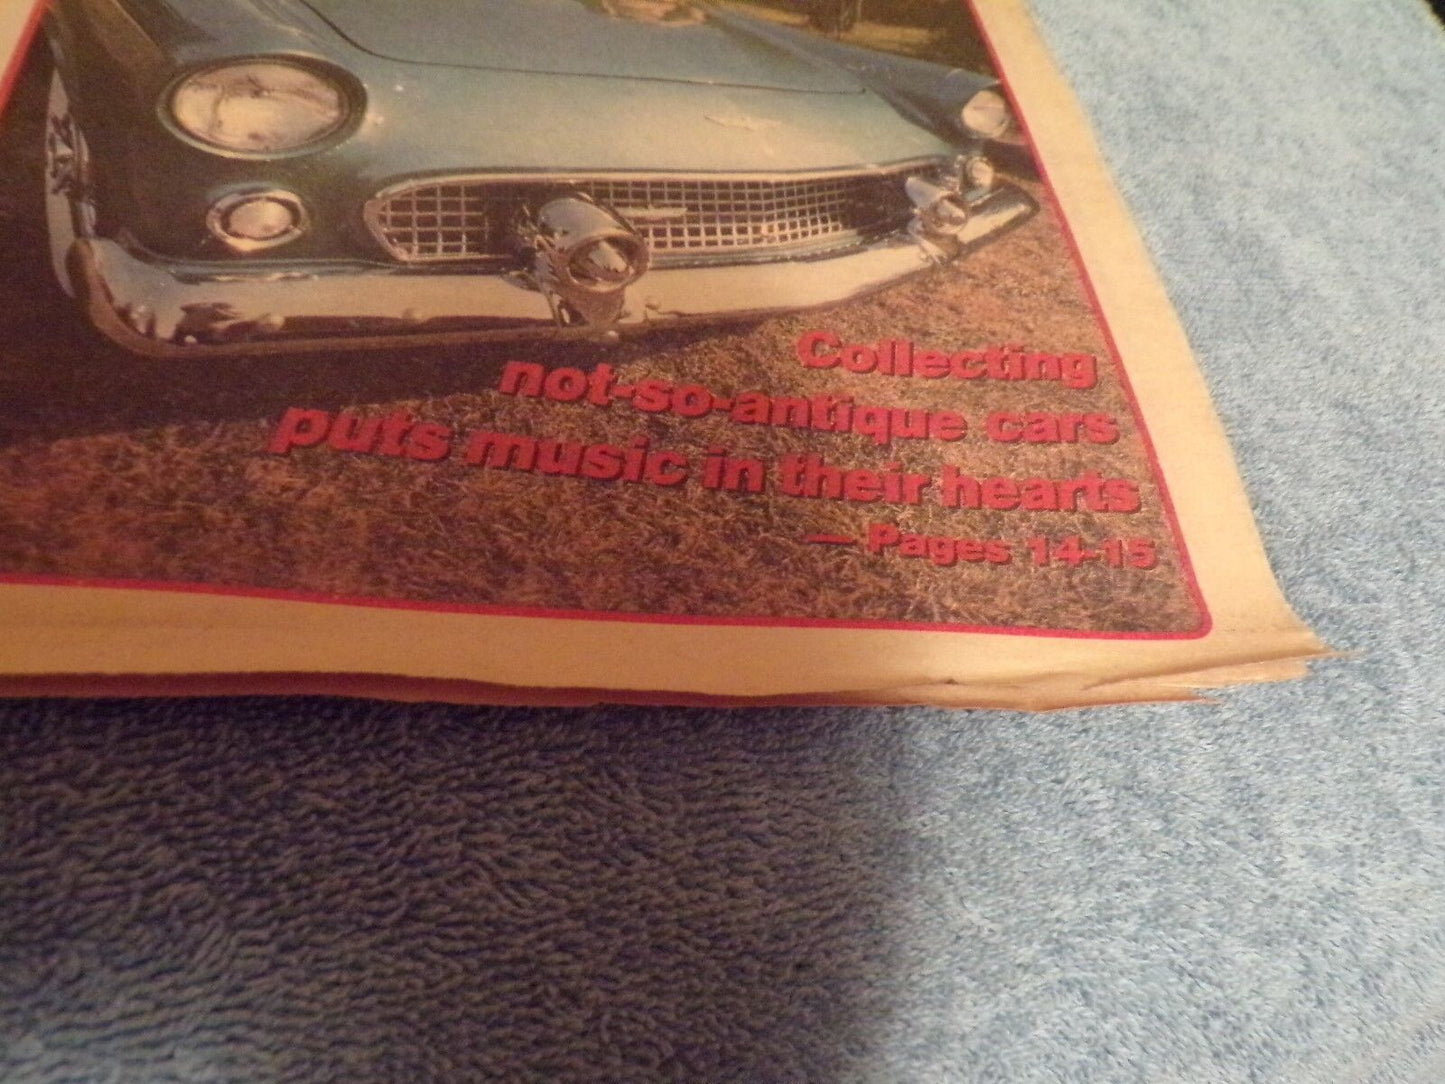 Collecting
not-so-antique cars
puts music in their hearts
— Pages 14-15